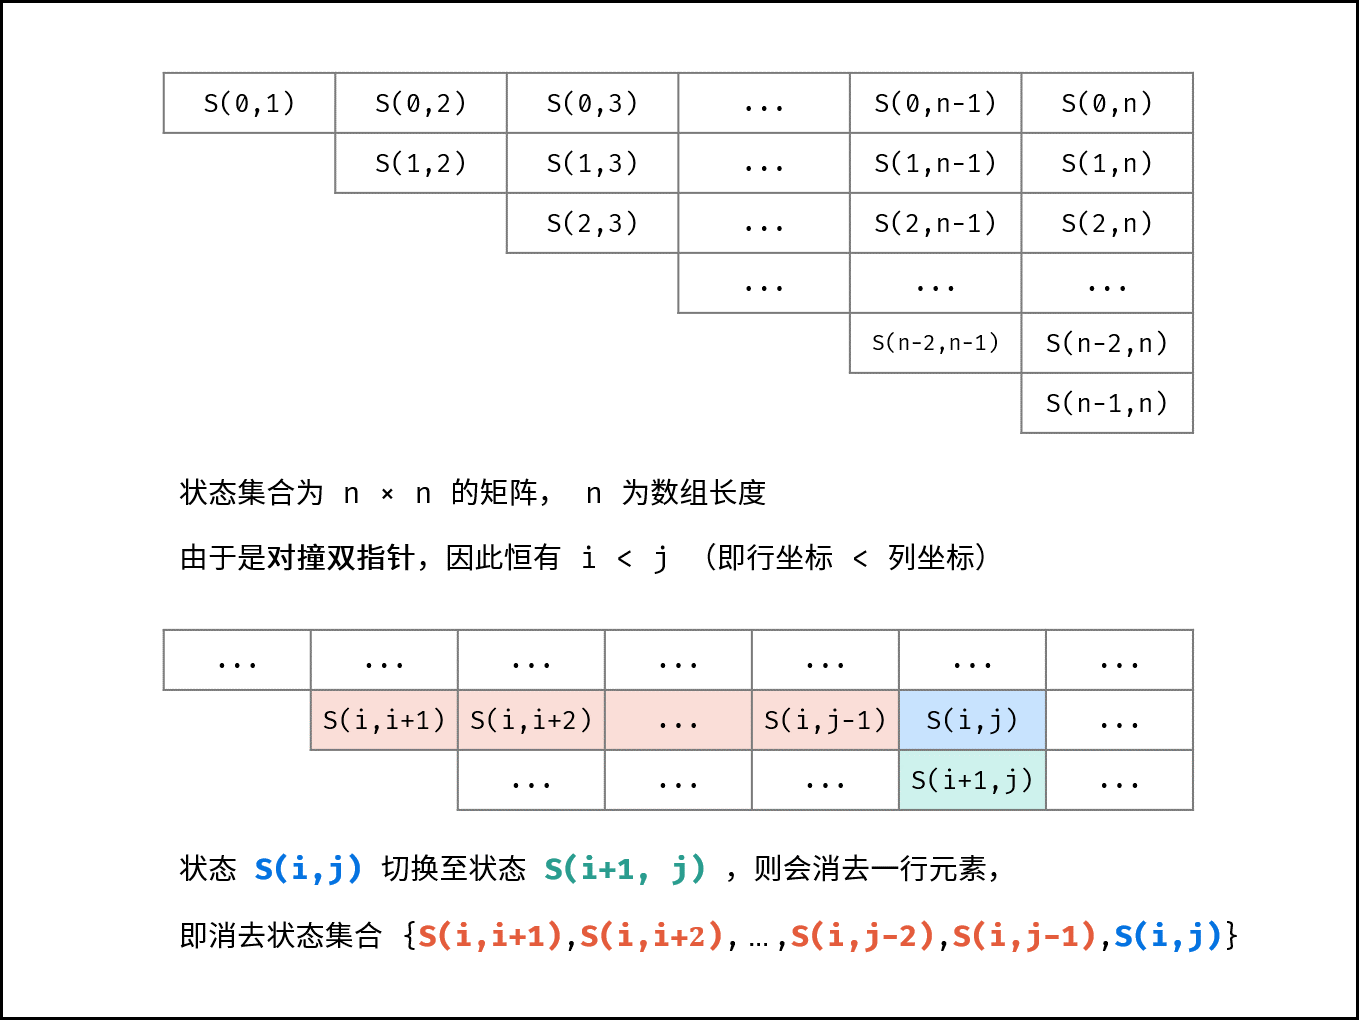 S(0,1) S(0,2) S(0,3) ... S(0,n-1) S(0,n)
S(1,2) S(1,3) ... S(1,n-1) S(1,n)
S(2,3) ... S(2,n-1) S(2,n)
... ... ...
S(n-2,n-1) S(n-2,n)
S(n-1,n)
状态集合为 n × n 的矩阵， n 为数组长度
由于是对撞双指针，因此恒有 i < j （即行坐标 < 列坐标）
... ... ... ... ... ... ...
S(i,i+1) S(i,i+2) ... S(i,j-1) S(i,j) ...
... ... ... S(i+1,j) ...
状态 S(i,j) 切换至状态 S(i+1, j) ，则会消去一行元素，
即消去状态集合 {S(i,i+1),S(i,i+2), … ,S(i,j-2),S(i,j-1),S(i,j)}